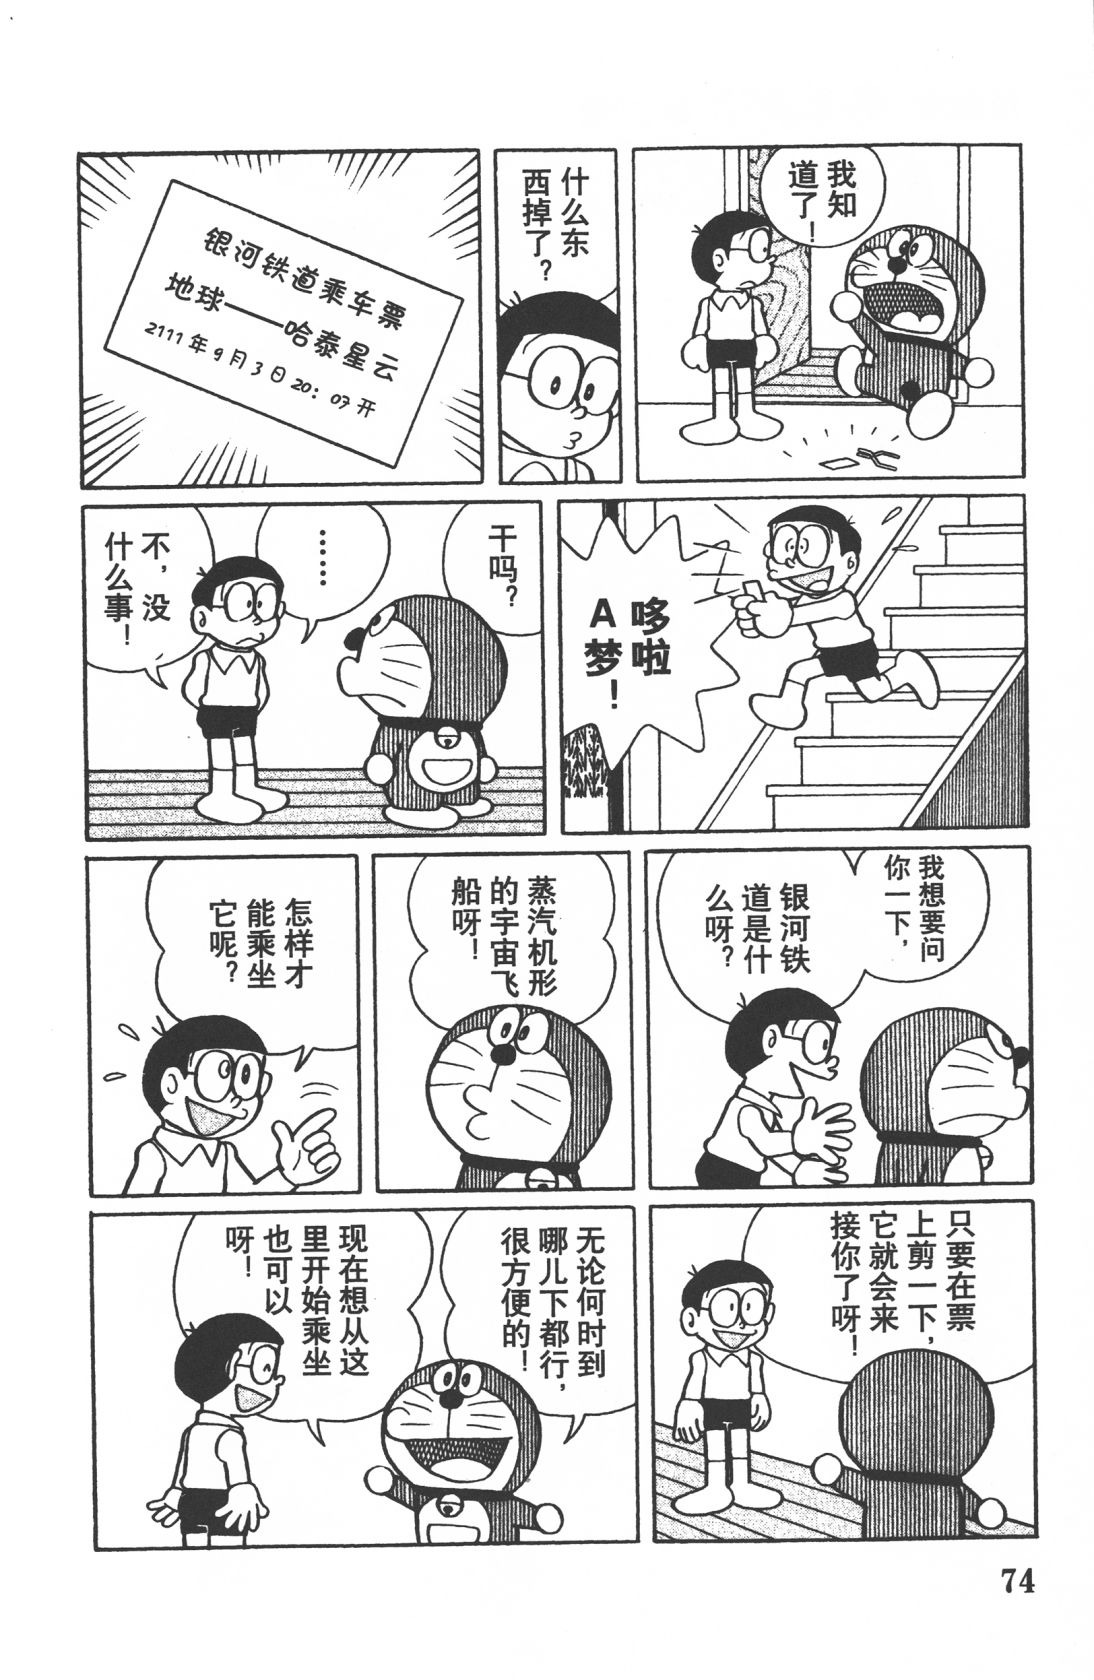 我知
道了！
什么东
西掉了？
银河铁道乘车票
地球——哈泰星云
2111年9月3日20：07开
哆啦
A梦！
干吗？
……
不，没
什么事！
我想要问
你一下，
银河铁
道是什
么呀？
蒸汽机形
的宇宙飞
船呀！
怎样才
能乘坐
它呢？
只要在票
上剪一下，
它就会来
接你了呀！
无论何时到
哪儿下都行，
很方便的！
现在想从这
里开始乘坐
也可以
呀！
74